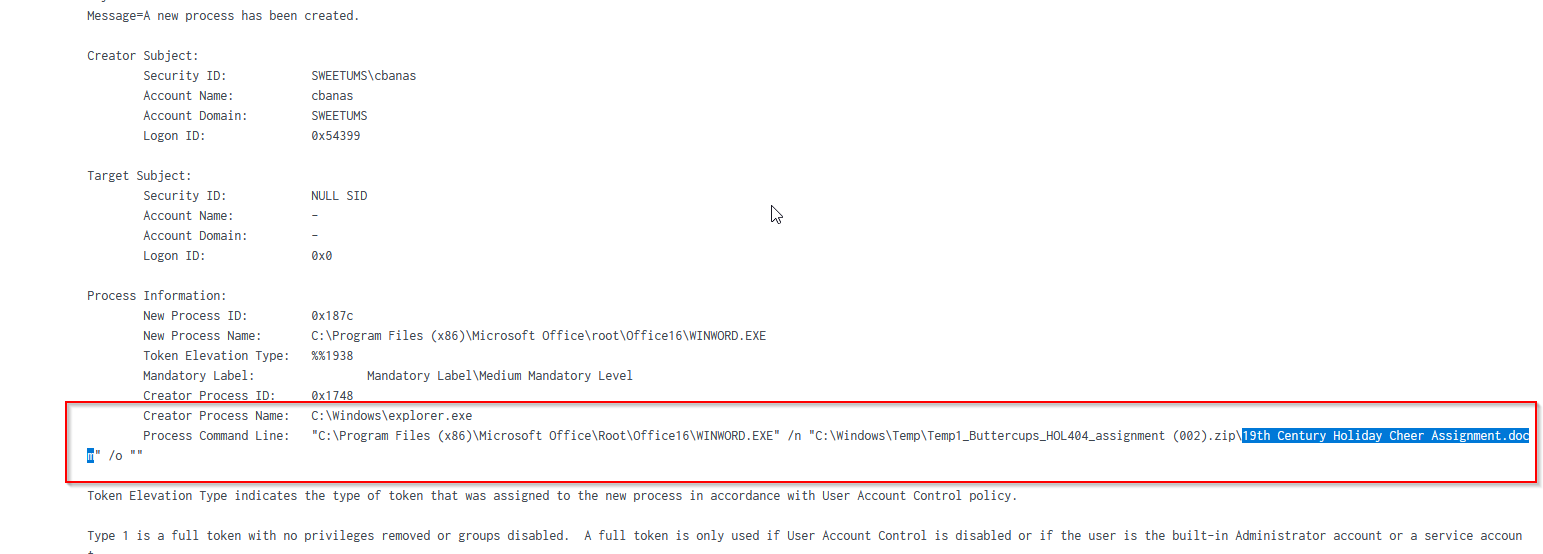 Message=A new process has been created.
Creator Subject:
Security ID: SWEETUMS\cbanas
Account Name: cbanas
Account Domain: SWEETUMS
Logon ID: 0x54399
Target Subject:
Security ID: NULL SID
Account Name: -
Account Domain: -
Logon ID: 0x0
Process Information:
New Process ID: 0x187c
New Process Name: C:\Program Files (x86)\Microsoft Office\root\Office16\WINWORD.EXE
Token Elevation Type: %%1938
Mandatory Label: Mandatory Label\Medium Mandatory Level
Creator Process ID: 0x1748
Creator Process Name: C:\Windows\explorer.exe
Process Command Line: "C:\Program Files (x86)\Microsoft Office\Root\Office16\WINWORD.EXE" /n "C:\Windows\Temp\Temp1_Buttercups_HOL404_assignment (002).zip\19th Century Holiday Cheer Assignment.doc
m" /o ""
Token Elevation Type indicates the type of token that was assigned to the new process in accordance with User Account Control policy.
Type 1 is a full token with no privileges removed or groups disabled.  A full token is only used if User Account Control is disabled or if the user is the built-in Administrator account or a service accoun